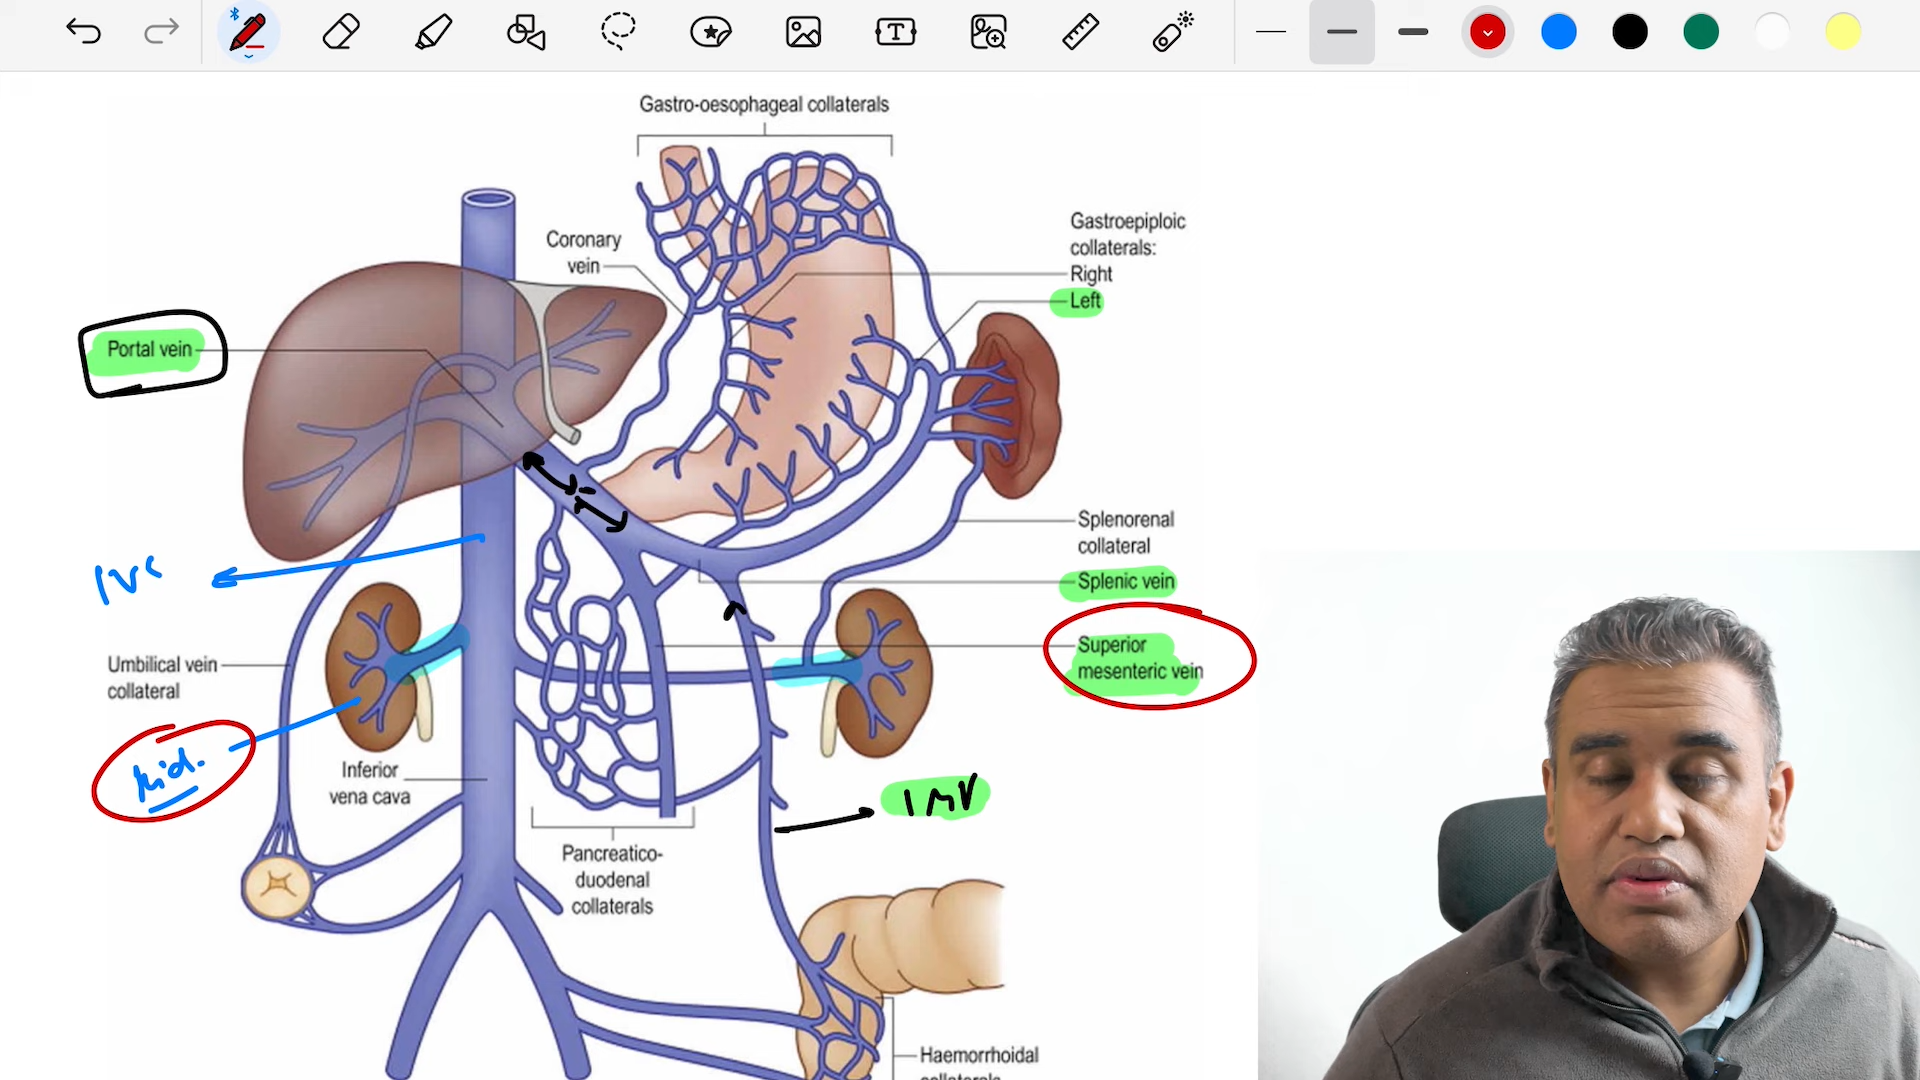 Gastro-oesophageal collaterals
Coronary
vein
Gastroepiploic
collaterals:
Right
Left
Portal vein
Splenorenal
collateral
Splenic vein
IVC
Superior
mesenteric vein
Umbilical vein
collateral
kid.
Inferior
vena cava
IMV
Pancreatico-
duodenal
collaterals
Haemorrhoidal
collaterals